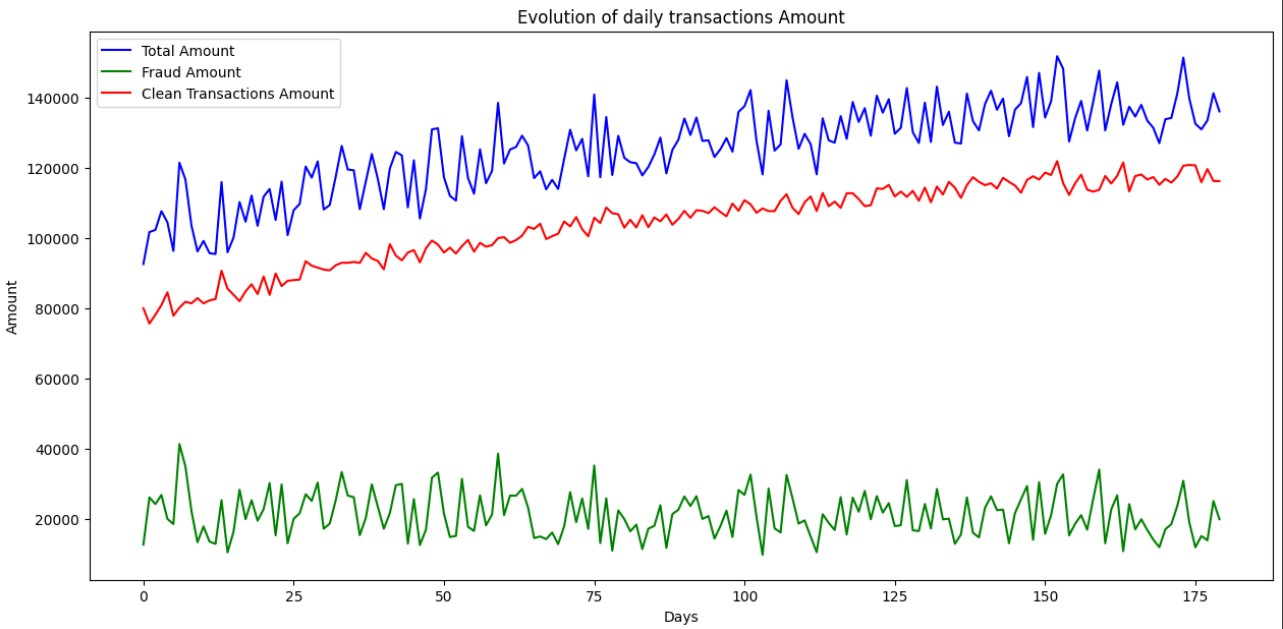 Evolution of daily transactions Amount
Total Amount
Fraud Amount
Clean Transactions Amount
140000
120000
100000
80000
60000
40000
20000
Amount
0 25 50 75 100 125 150 175
Days